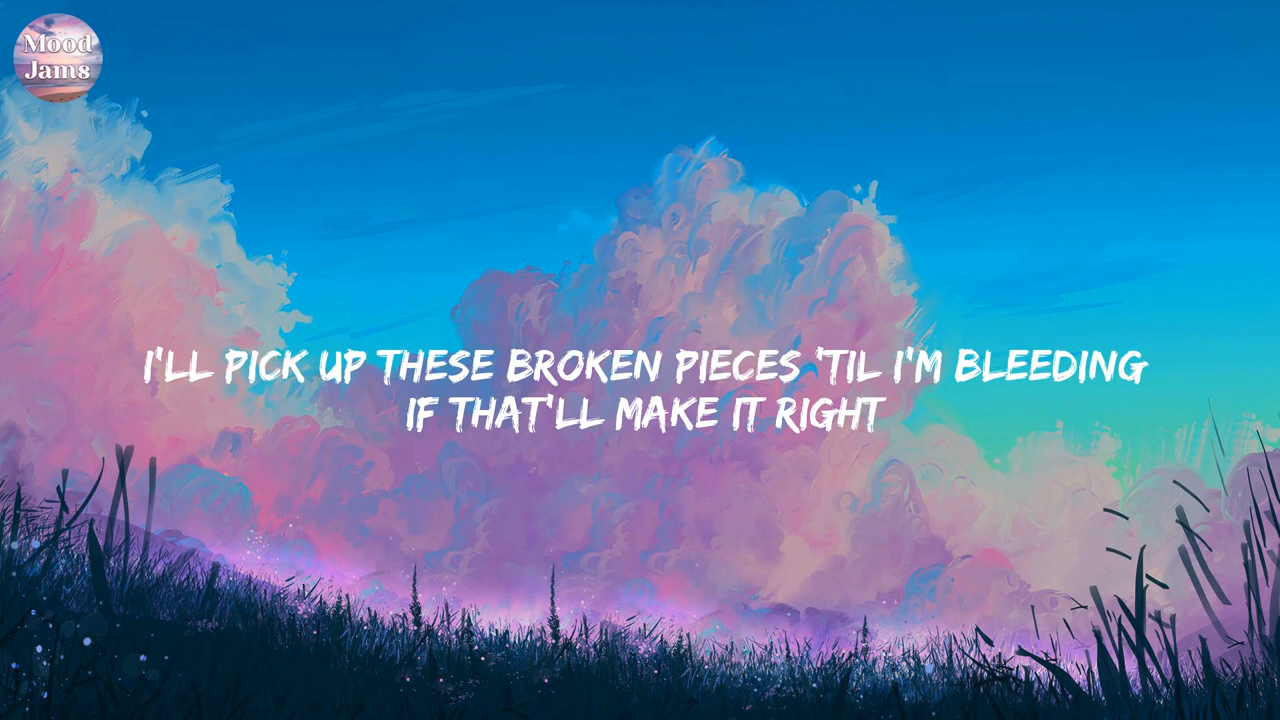 Mood
Jams
I'LL PICK UP THESE BROKEN PIECES 'TIL I'M BLEEDING
IF THAT'LL MAKE IT RIGHT